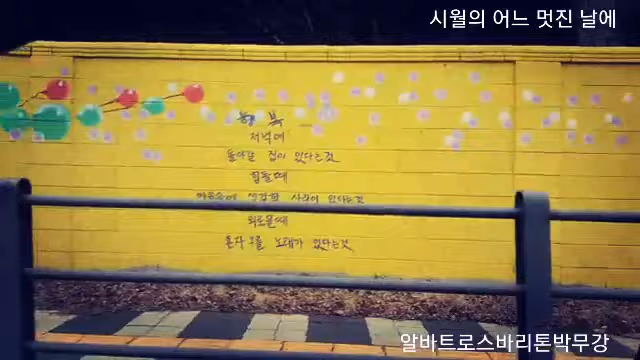 시월의 어느 멋진 날에
행복
저녁때
돌아갈 집이 있다는것
힘들때
마음속에 생각할 사람이 있다는것
외로울때
혼자 부를 노래가 있다는것
알바트로스바리톤박무강